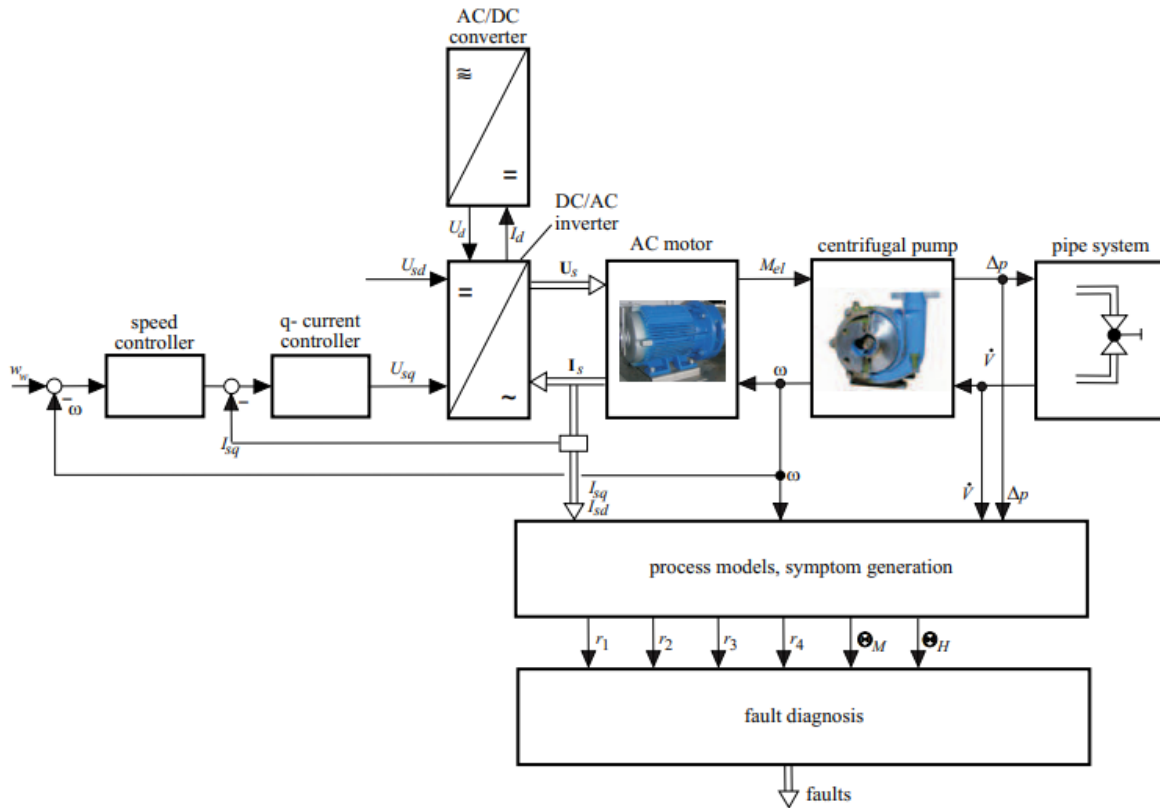 AC/DC
converter
≋
=
U_d
I_d
DC/AC
inverter
AC motor
centrifugal pump
pipe system
U_sd
=
U_s
M_el
Δp
speed
controller
q- current
controller
w_w
U_sq
I_s
~
ω
V̇
−
ω
−
I_sq
ω
I_sq
I_sd
V̇
Δp
process models, symptom generation
r_1
r_2
r_3
r_4
Θ_M
Θ_H
fault diagnosis
faults